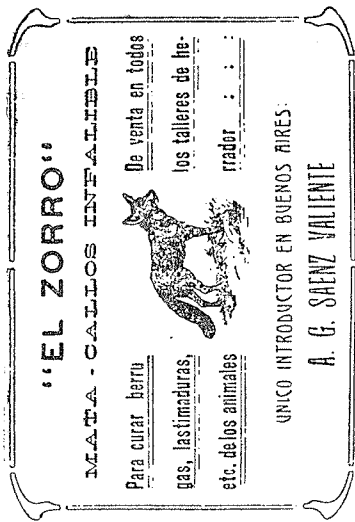 "EL ZORRO"
MATA-CALLOS INFALIBLE
Para curar berru
gas, lastimaduras,
etc. de los animales
De venta en todos
los talleres de he-
rrador : : :
UNICO INTRODUCTOR EN BUENOS AIRES:
A. G. SAENZ VALIENTE